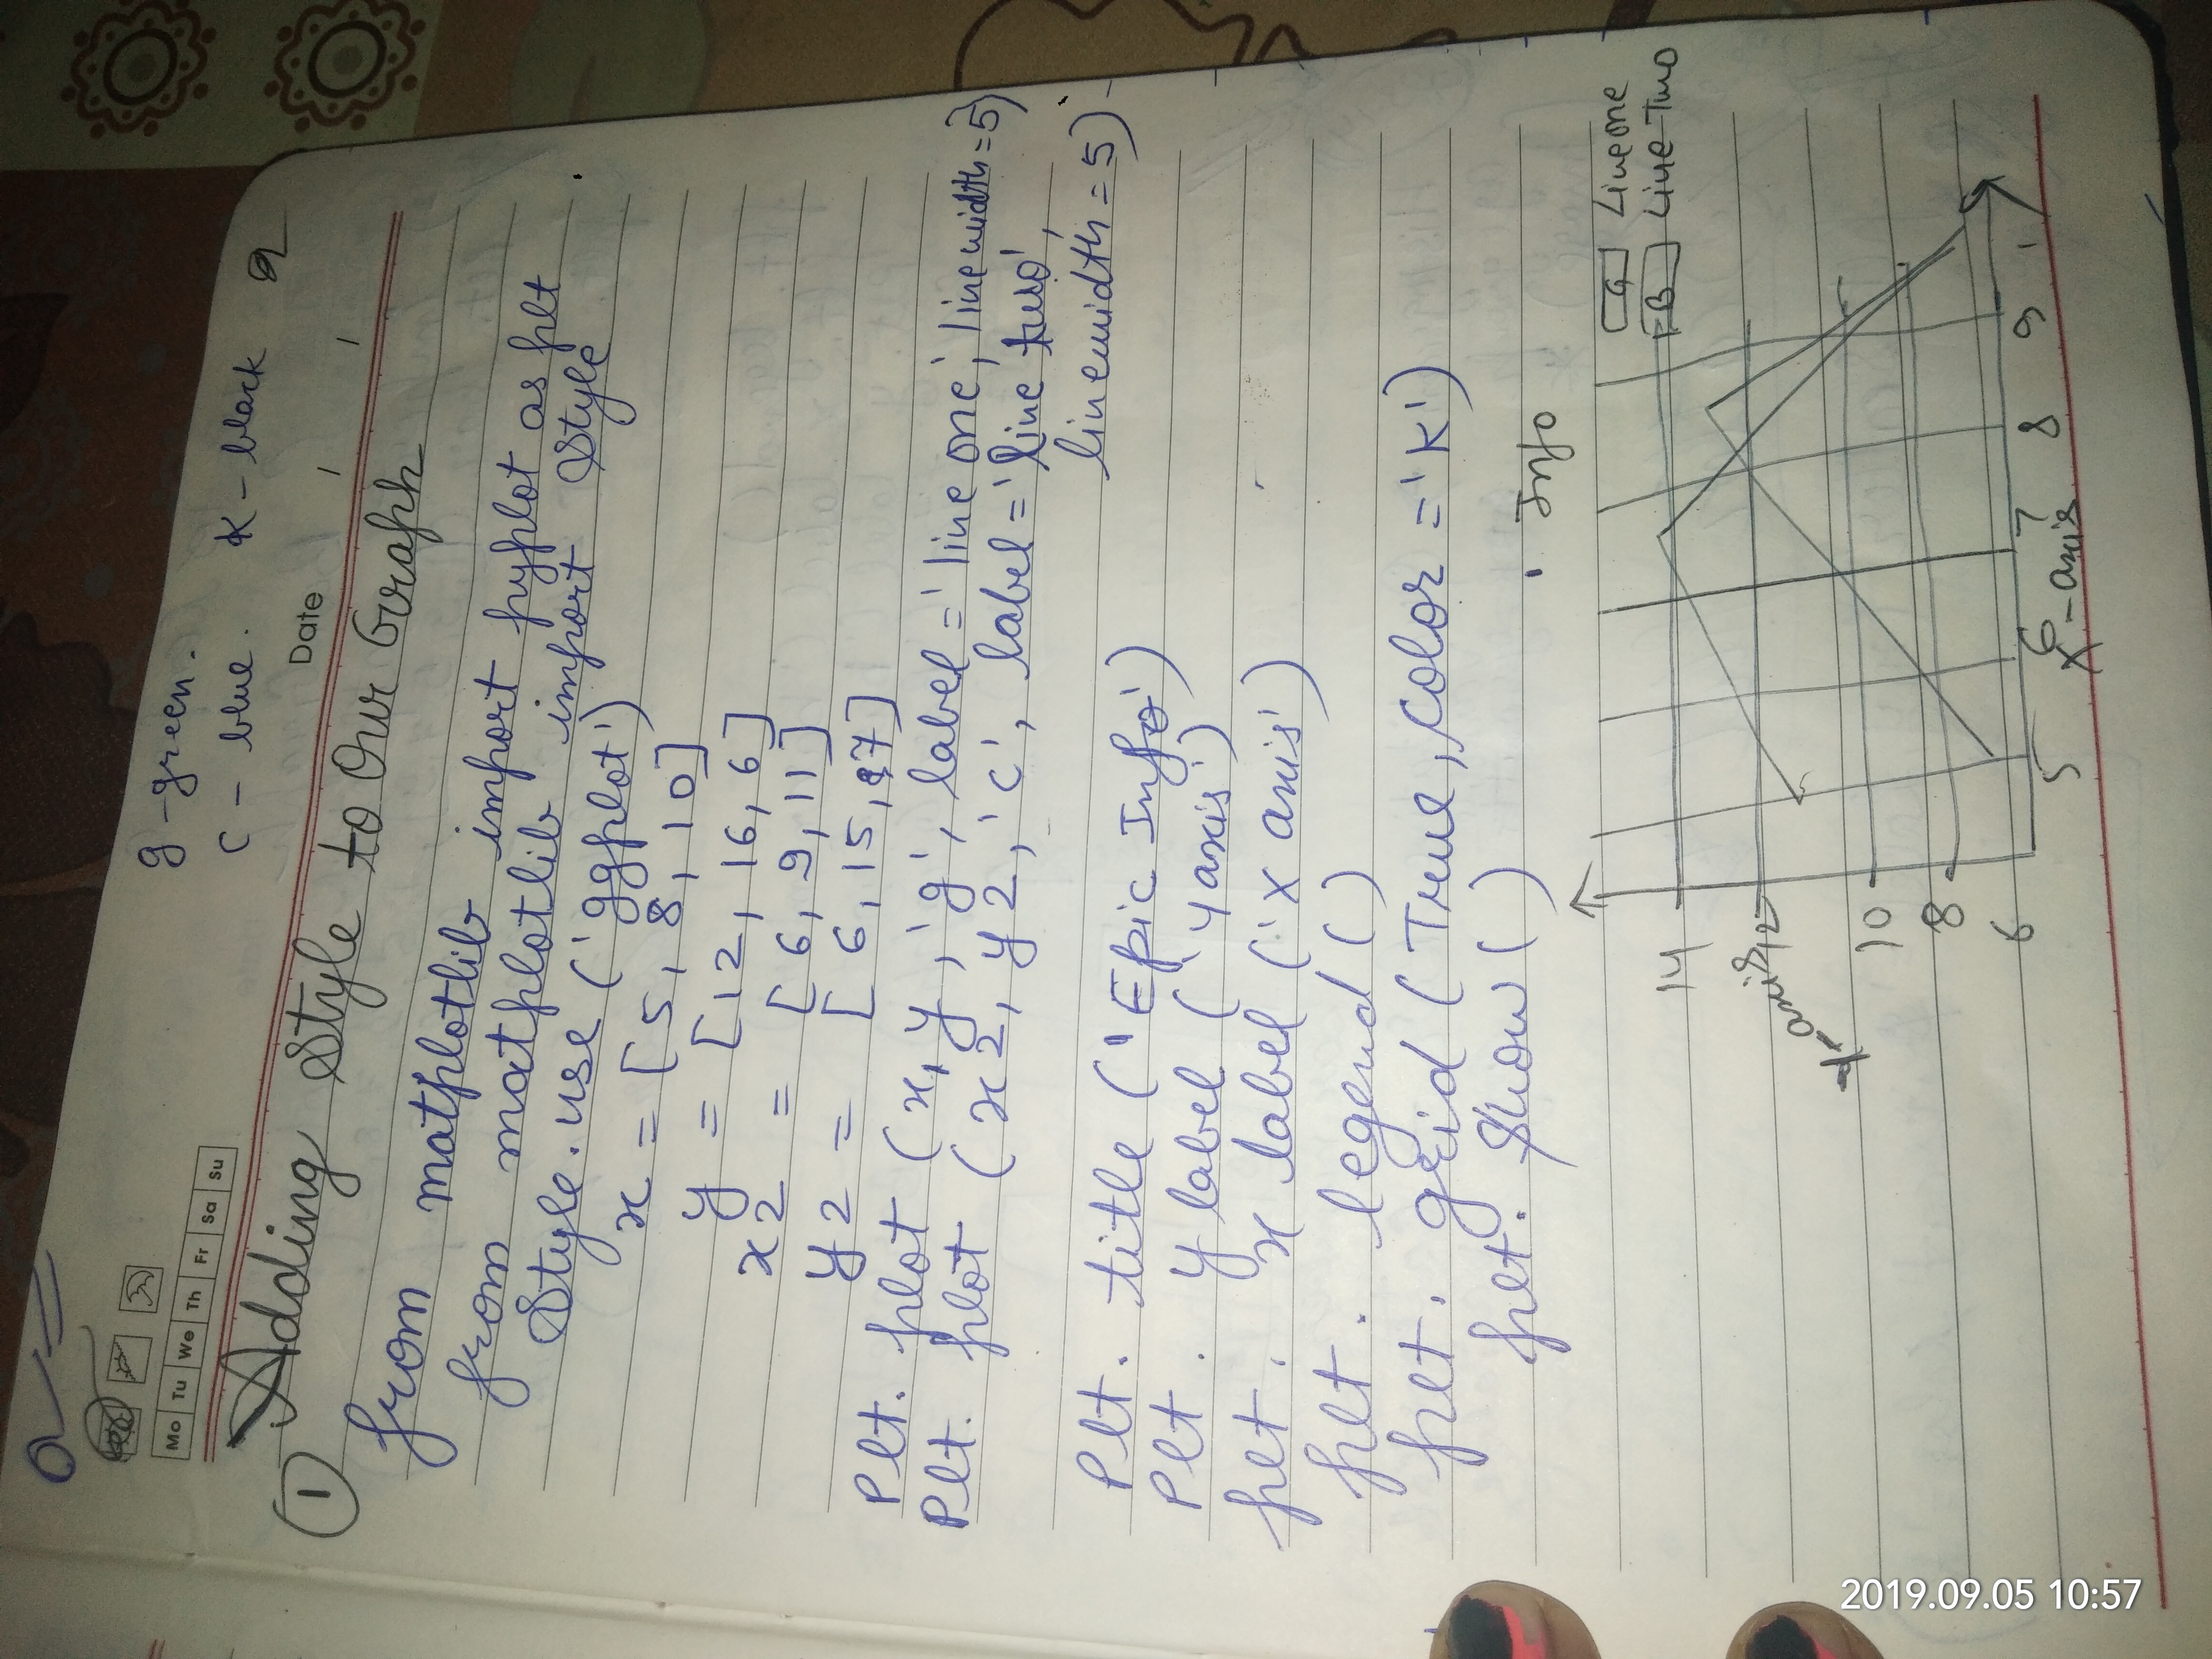 g - green.
c - blue. K - black
Date
Mo Tu We Th Fr Sa Su
① Adding Style to Our Graph
from matplotlib import pyplot as plt
from matplotlib import style
Style.use ('ggplot')
x = [5, 8, 10]
y = [12, 16, 6]
x2 = [6, 9, 11]
y2 = [6, 15, 7]
Plt. plot (x, y, 'g', label = 'line one', linewidth = 5)
Plt. plot (x2, y2, 'c', label = 'line two',
linewidth = 5)
Plt. title ('Epic Info')
Plt. y label ('y axis')
plt. x label ('x axis')
plt. legend ()
plt. grid (True, color = 'K')
plt. Show ()
. Info
G Line one
B Line Two
14
12
axis
10
8
6
5 6 7 8 9
X-axis
2019.09.05 10:57